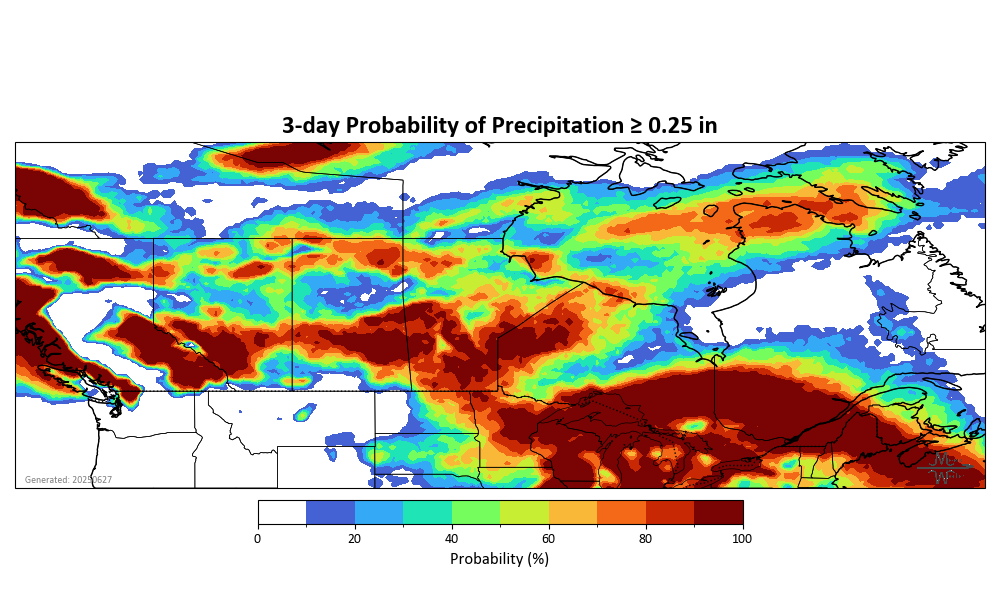 3-day Probability of Precipitation ≥ 0.25 in
Generated: 20250627
0 20 40 60 80 100
Probability (%)